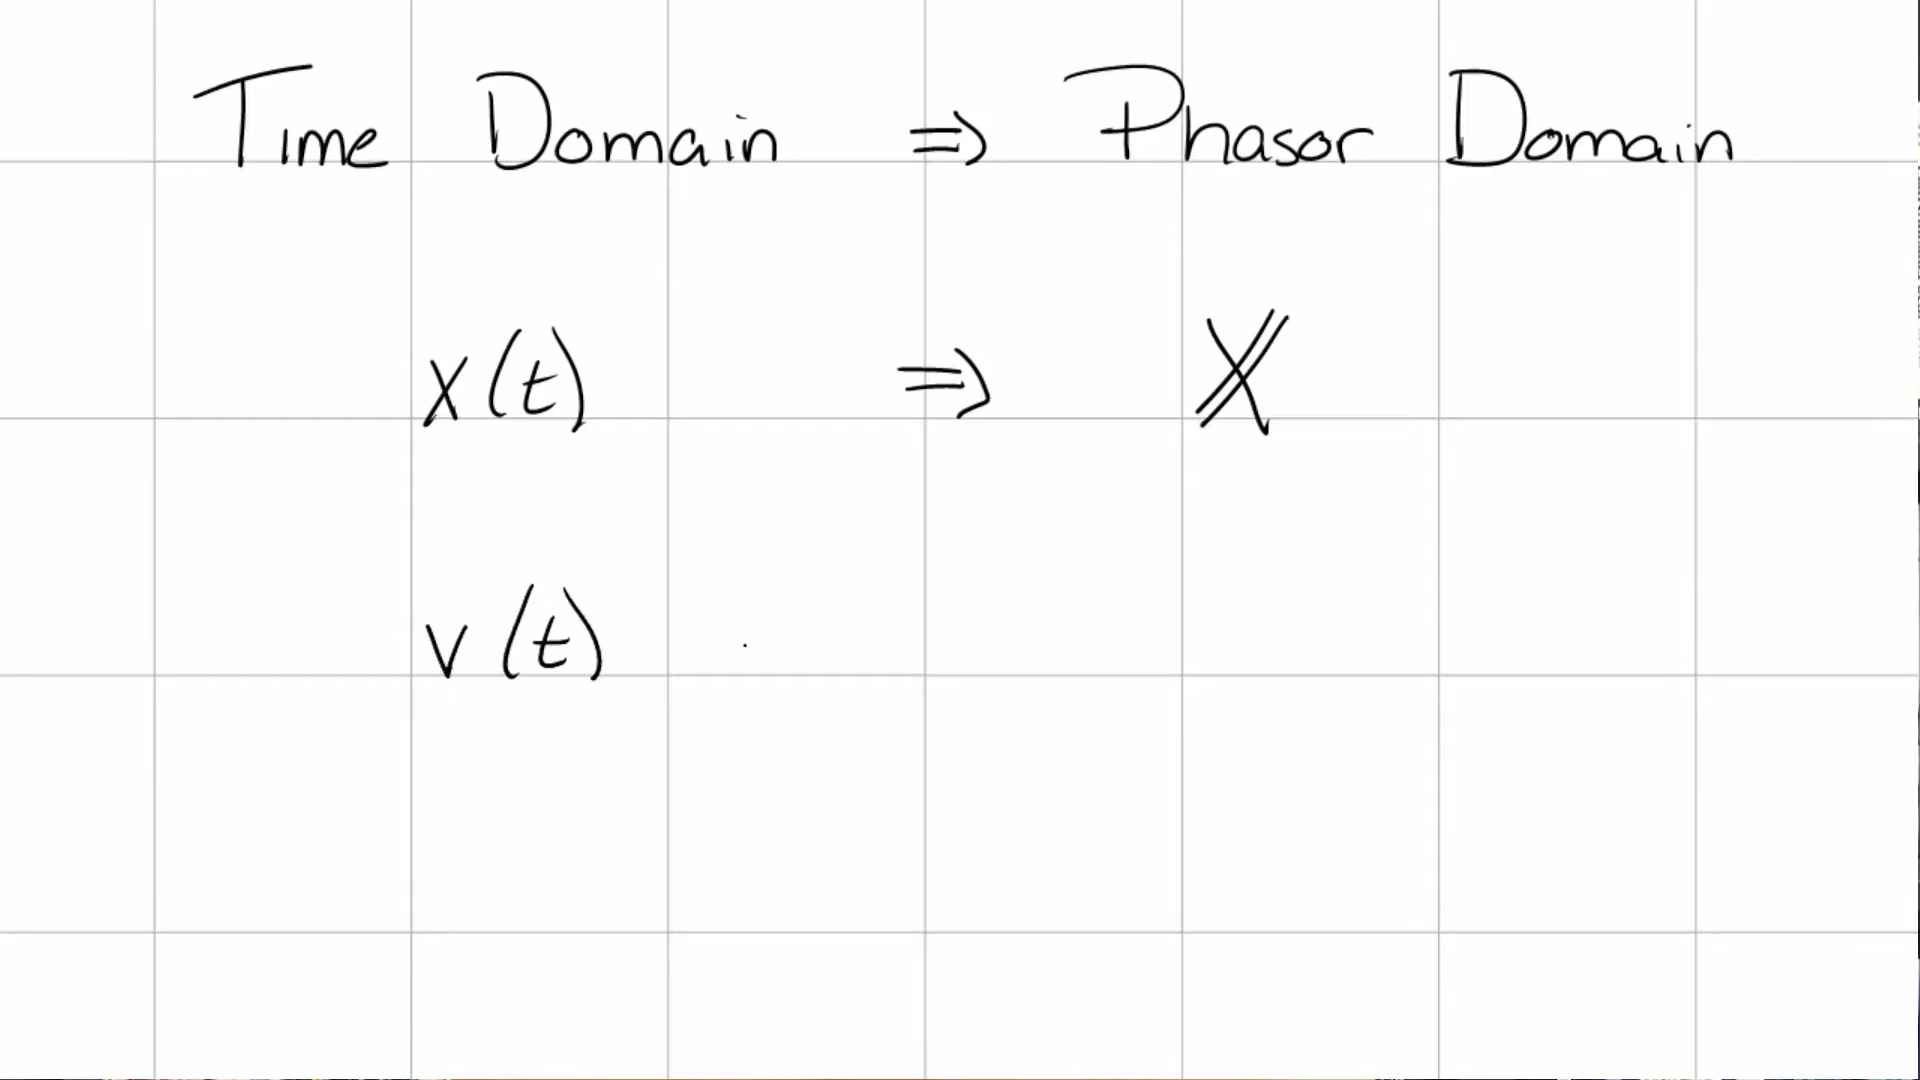 Time Domain ⇒ Phasor Domain
x(t) ⇒ 𝕏
v(t)